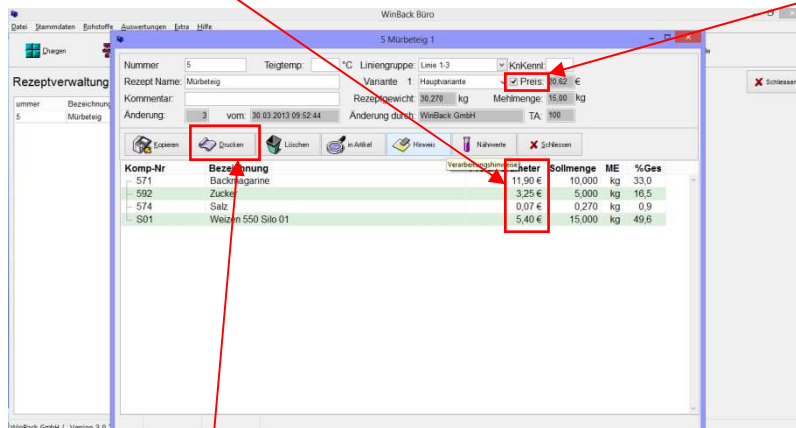 WinBack Büro
Datei Stammdaten Rohstoffe Auswertungen Extra Hilfe
5 Mürbeteig 1
Chargen
Rezeptverwaltung
Schliessen
ummer Bezeichnung
5 Mürbeteig
Nummer 5 Teigtemp: °C Liniengruppe: Linie 1-3 KnKennl:
Rezept Name: Mürbeteig Variante 1: Hauptvariante Preis: 20,62 €
Kommentar: Rezeptgewicht: 30,270 kg Mehlmenge: 15,00 kg
Änderung: 3 vom: 30.03.2013 09:52:44 Änderung durch: WinBack GmbH TA: 100
Kopieren Drucken Löschen in Artikel Hinweis Nährwerte Schliessen
Verarbeitungshinweise
Komp-Nr Bezeichnung Sollmenge ME %Ges
571 Backmagarine 11,90 € 10,000 kg 33,0
592 Zucker 3,25 € 5,000 kg 16,5
574 Salz 0,07 € 0,270 kg 0,9
S01 Weizen 550 Silo 01 5,40 € 15,000 kg 49,6